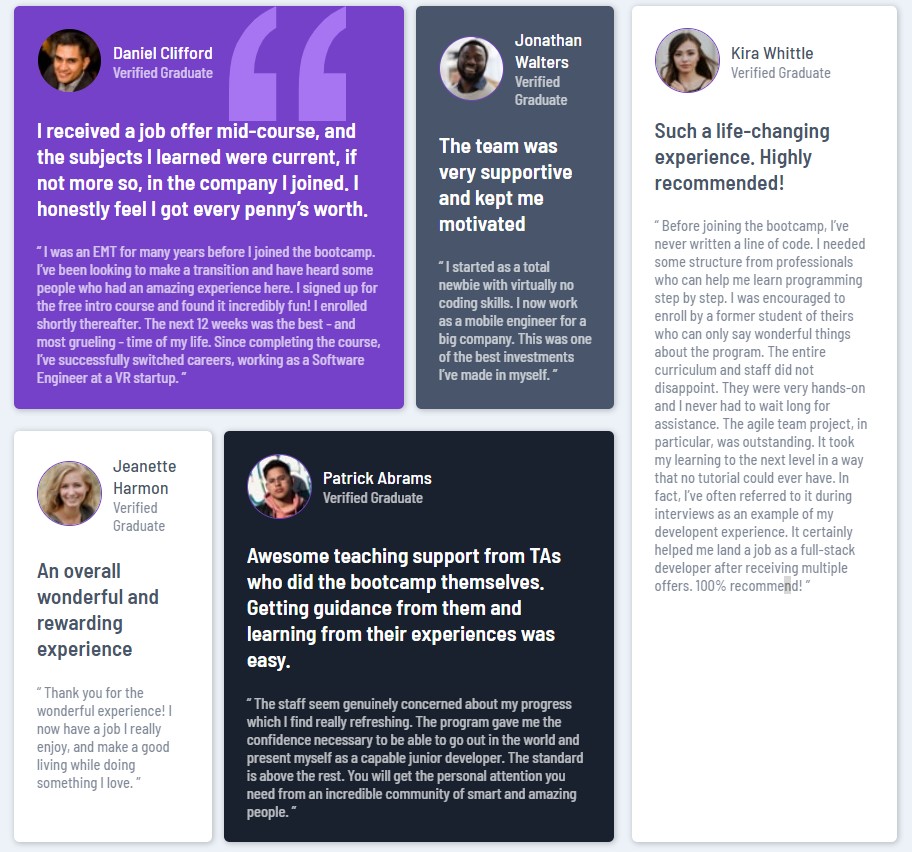 Daniel Clifford
Verified Graduate
I received a job offer mid-course, and
the subjects I learned were current, if
not more so, in the company I joined. I
honestly feel I got every penny’s worth.
“ I was an EMT for many years before I joined the bootcamp.
I’ve been looking to make a transition and have heard some
people who had an amazing experience here. I signed up for
the free intro course and found it incredibly fun! I enrolled
shortly thereafter. The next 12 weeks was the best - and
most grueling - time of my life. Since completing the course,
I’ve successfully switched careers, working as a Software
Engineer at a VR startup. ”
Jonathan
Walters
Verified
Graduate
The team was
very supportive
and kept me
motivated
“ I started as a total
newbie with virtually no
coding skills. I now work
as a mobile engineer for a
big company. This was one
of the best investments
I’ve made in myself. ”
Kira Whittle
Verified Graduate
Such a life-changing
experience. Highly
recommended!
“ Before joining the bootcamp, I’ve
never written a line of code. I needed
some structure from professionals
who can help me learn programming
step by step. I was encouraged to
enroll by a former student of theirs
who can only say wonderful things
about the program. The entire
curriculum and staff did not
disappoint. They were very hands-on
and I never had to wait long for
assistance. The agile team project, in
particular, was outstanding. It took
my learning to the next level in a way
that no tutorial could ever have. In
fact, I’ve often referred to it during
interviews as an example of my
developent experience. It certainly
helped me land a job as a full-stack
developer after receiving multiple
offers. 100% recommend! ”
Jeanette
Harmon
Verified
Graduate
An overall
wonderful and
rewarding
experience
“ Thank you for the
wonderful experience! I
now have a job I really
enjoy, and make a good
living while doing
something I love. ”
Patrick Abrams
Verified Graduate
Awesome teaching support from TAs
who did the bootcamp themselves.
Getting guidance from them and
learning from their experiences was
easy.
“ The staff seem genuinely concerned about my progress
which I find really refreshing. The program gave me the
confidence necessary to be able to go out in the world and
present myself as a capable junior developer. The standard
is above the rest. You will get the personal attention you
need from an incredible community of smart and amazing
people. ”